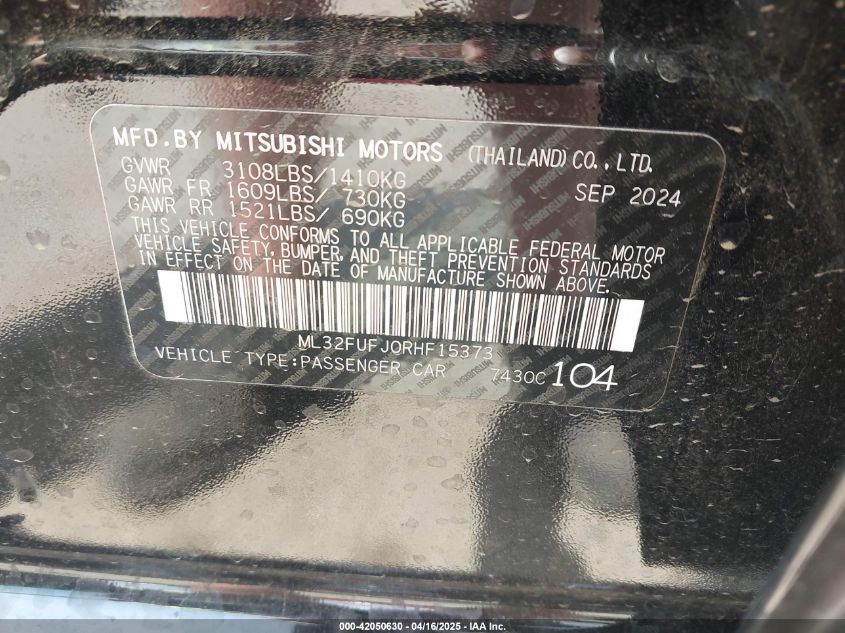 MFD.BY MITSUBISHI MOTORS (THAILAND)CO.,LTD.
GVWR 3108LBS/1410KG
GAWR FR 1609LBS/ 730KG SEP 2024
GAWR RR 1521LBS/ 690KG
THIS VEHICLE CONFORMS TO ALL APPLICABLE FEDERAL MOTOR
VEHICLE SAFETY, BUMPER, AND THEFT PREVENTION STANDARDS
IN EFFECT ON THE DATE OF MANUFACTURE SHOWN ABOVE.
ML32FUFJ0RHF15373
VEHICLE TYPE:PASSENGER CAR 7430C 104
000-42050630 - 04/16/2025 - IAA Inc.